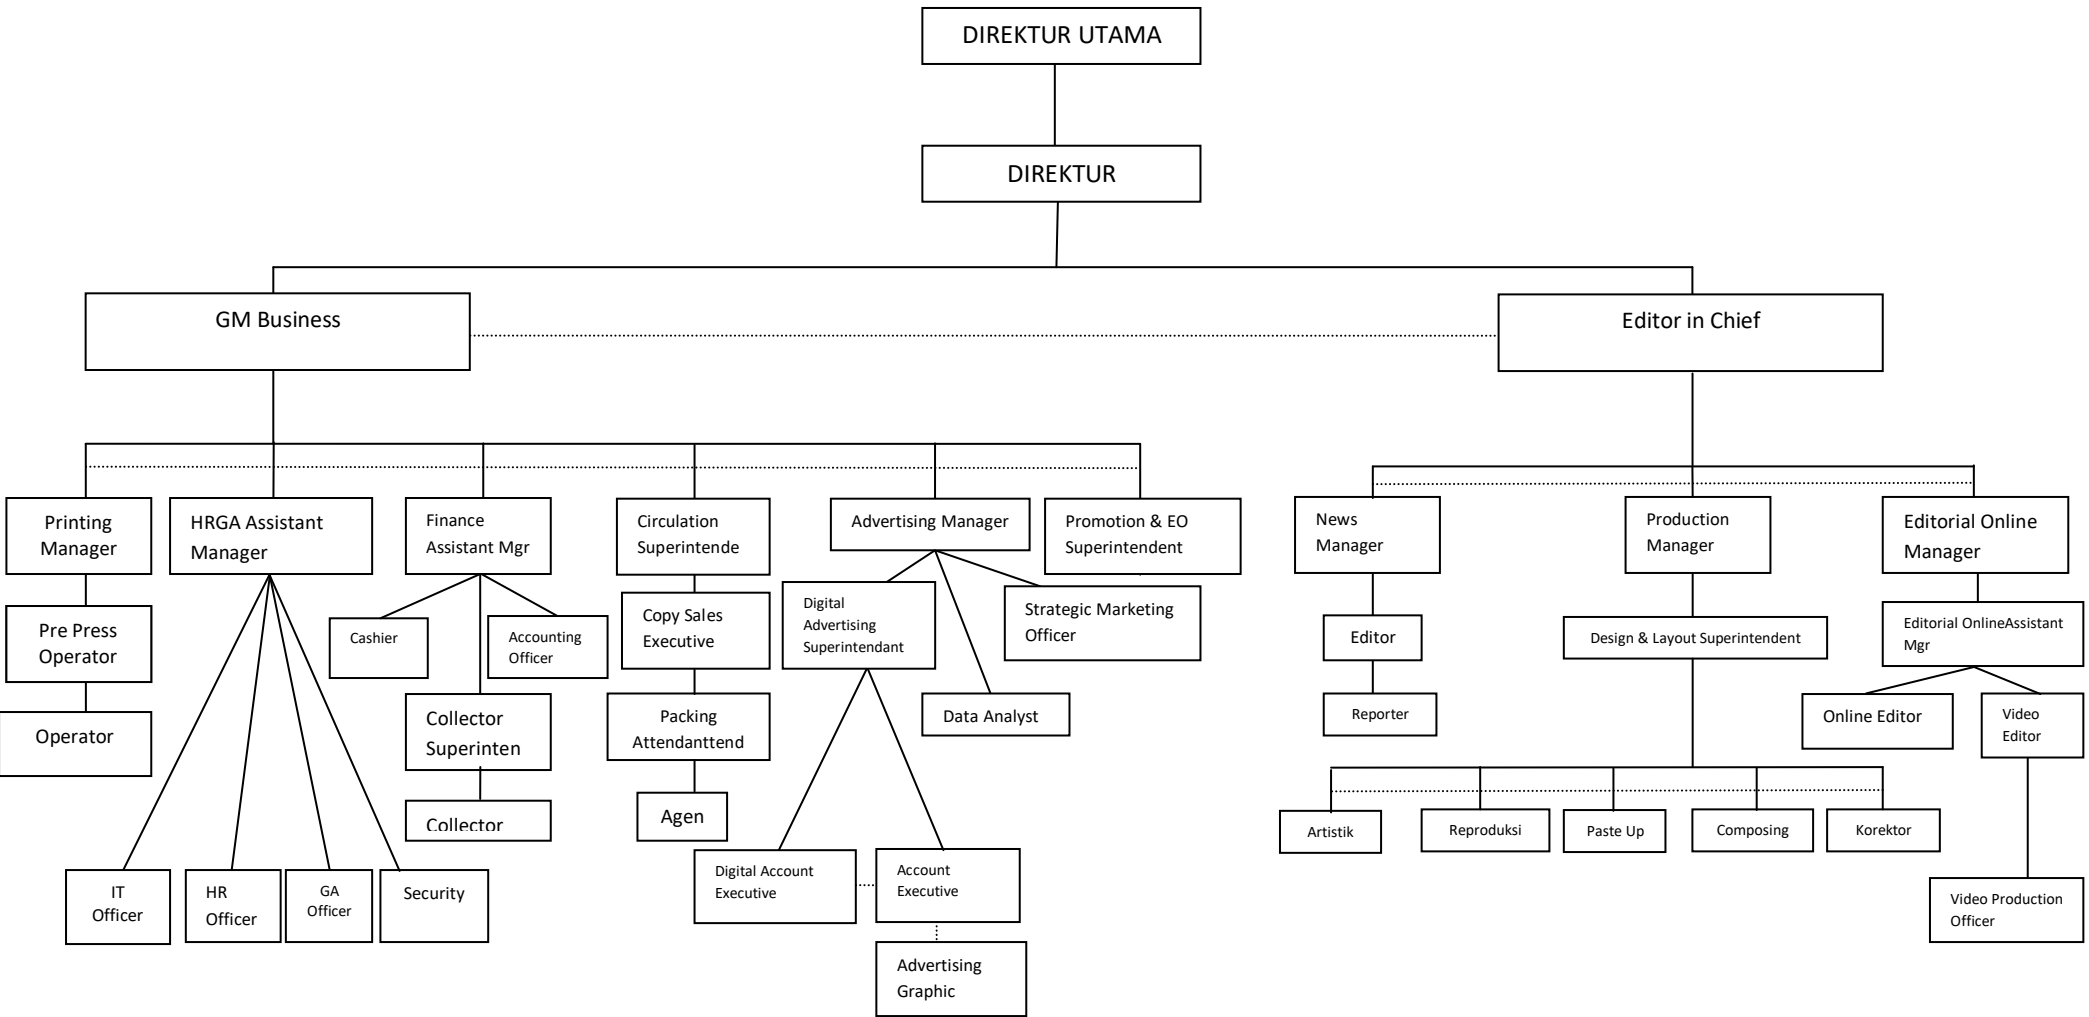 DIREKTUR UTAMA
DIREKTUR
GM Business
Editor in Chief
Printing
Manager
HRGA Assistant
Manager
Finance
Assistant Mgr
Circulation
Superintende
Advertising Manager
Promotion & EO
Superintendent
News
Manager
Production
Manager
Editorial Online
Manager
Pre Press
Operator
Cashier
Accounting
Officer
Copy Sales
Executive
Digital
Advertising
Superintendant
Strategic Marketing
Officer
Editor
Design & Layout Superintendent
Editorial OnlineAssistant
Mgr
Operator
Collector
Superinten
Packing
Attendanttend
Data Analyst
Reporter
Online Editor
Video
Editor
Collector
Agen
Artistik
Reproduksi
Paste Up
Composing
Korektor
IT
Officer
HR
Officer
GA
Officer
Security
Digital Account
Executive
Account
Executive
Video Production
Officer
Advertising
Graphic